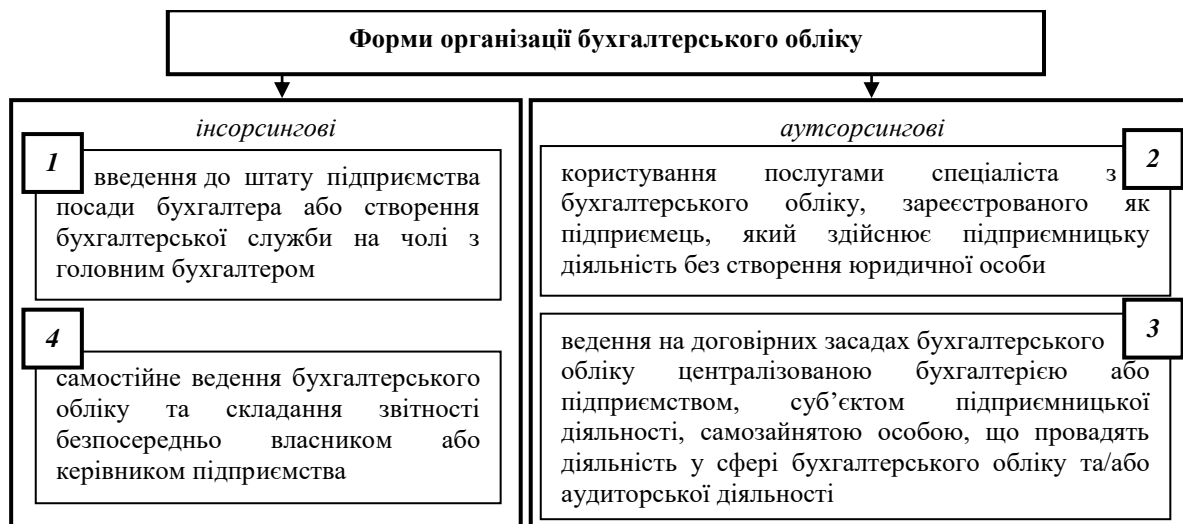 Форми організації бухгалтерського обліку
інсорсингові
1
введення до штату підприємства
посади бухгалтера або створення
бухгалтерської служби на чолі з
головним бухгалтером
4
самостійне ведення бухгалтерського
обліку та складання звітності
безпосередньо власником або
керівником підприємства
аутсорсингові
2
користування послугами спеціаліста з
бухгалтерського обліку, зареєстрованого як
підприємець, який здійснює підприємницьку
діяльність без створення юридичної особи
3
ведення на договірних засадах бухгалтерського
обліку централізованою бухгалтерією або
підприємством, суб’єктом підприємницької
діяльності, самозайнятою особою, що провадять
діяльність у сфері бухгалтерського обліку та/або
аудиторської діяльності